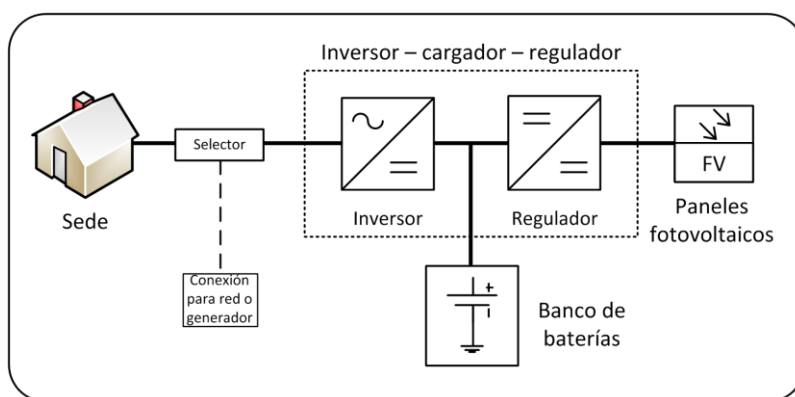 Inversor – cargador – regulador
Selector
FV
Sede
Inversor
Regulador
Paneles
fotovoltaicos
Conexión
para red o
generador
Banco de
baterías